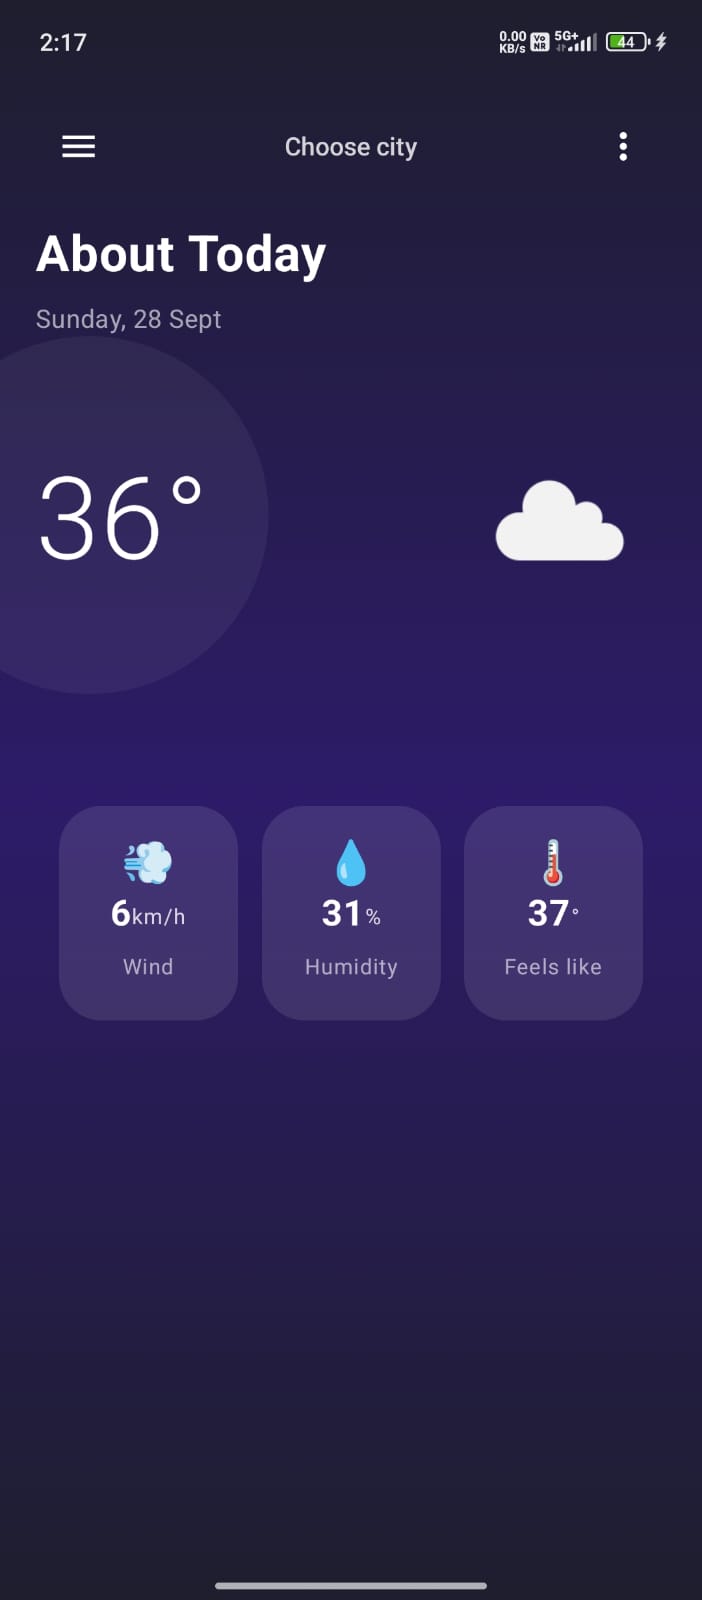 2:17
0.00 KB/s Vo NR 5G+ 44
Choose city
About Today
Sunday, 28 Sept
36°
6km/h 31% 37°
Wind Humidity Feels like